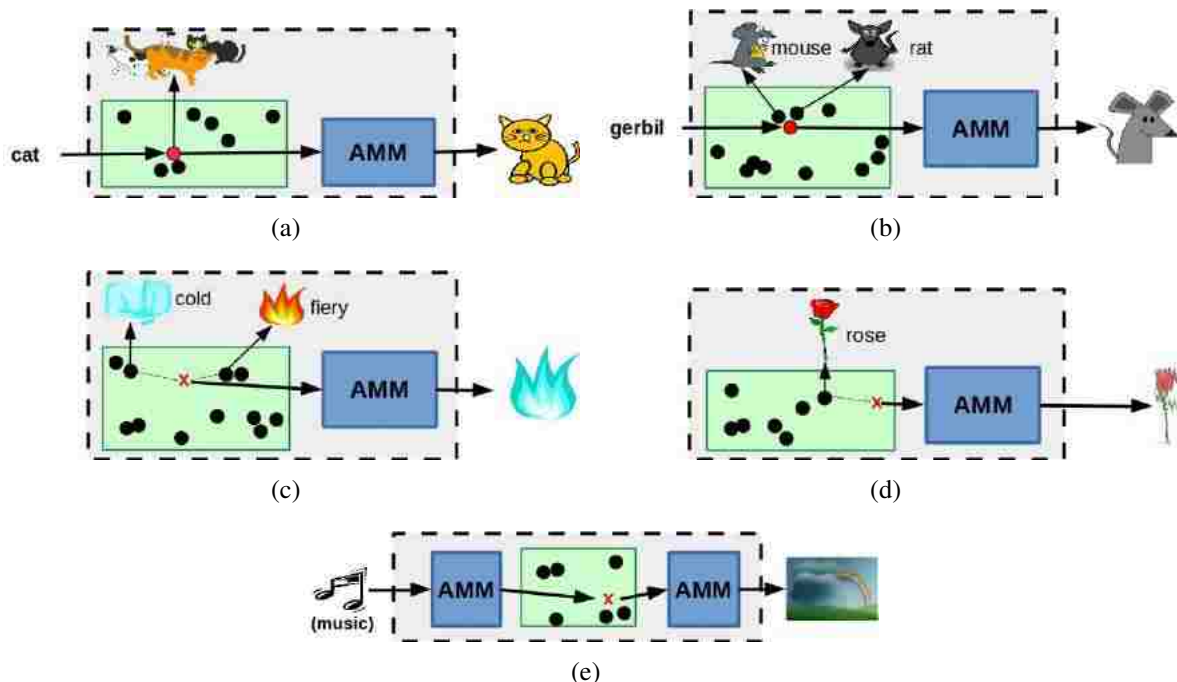 cat
AMM
(a)
mouse
rat
gerbil
AMM
(b)
cold
fiery
x
AMM
(c)
rose
x
AMM
(d)
(music)
AMM
x
AMM
(e)